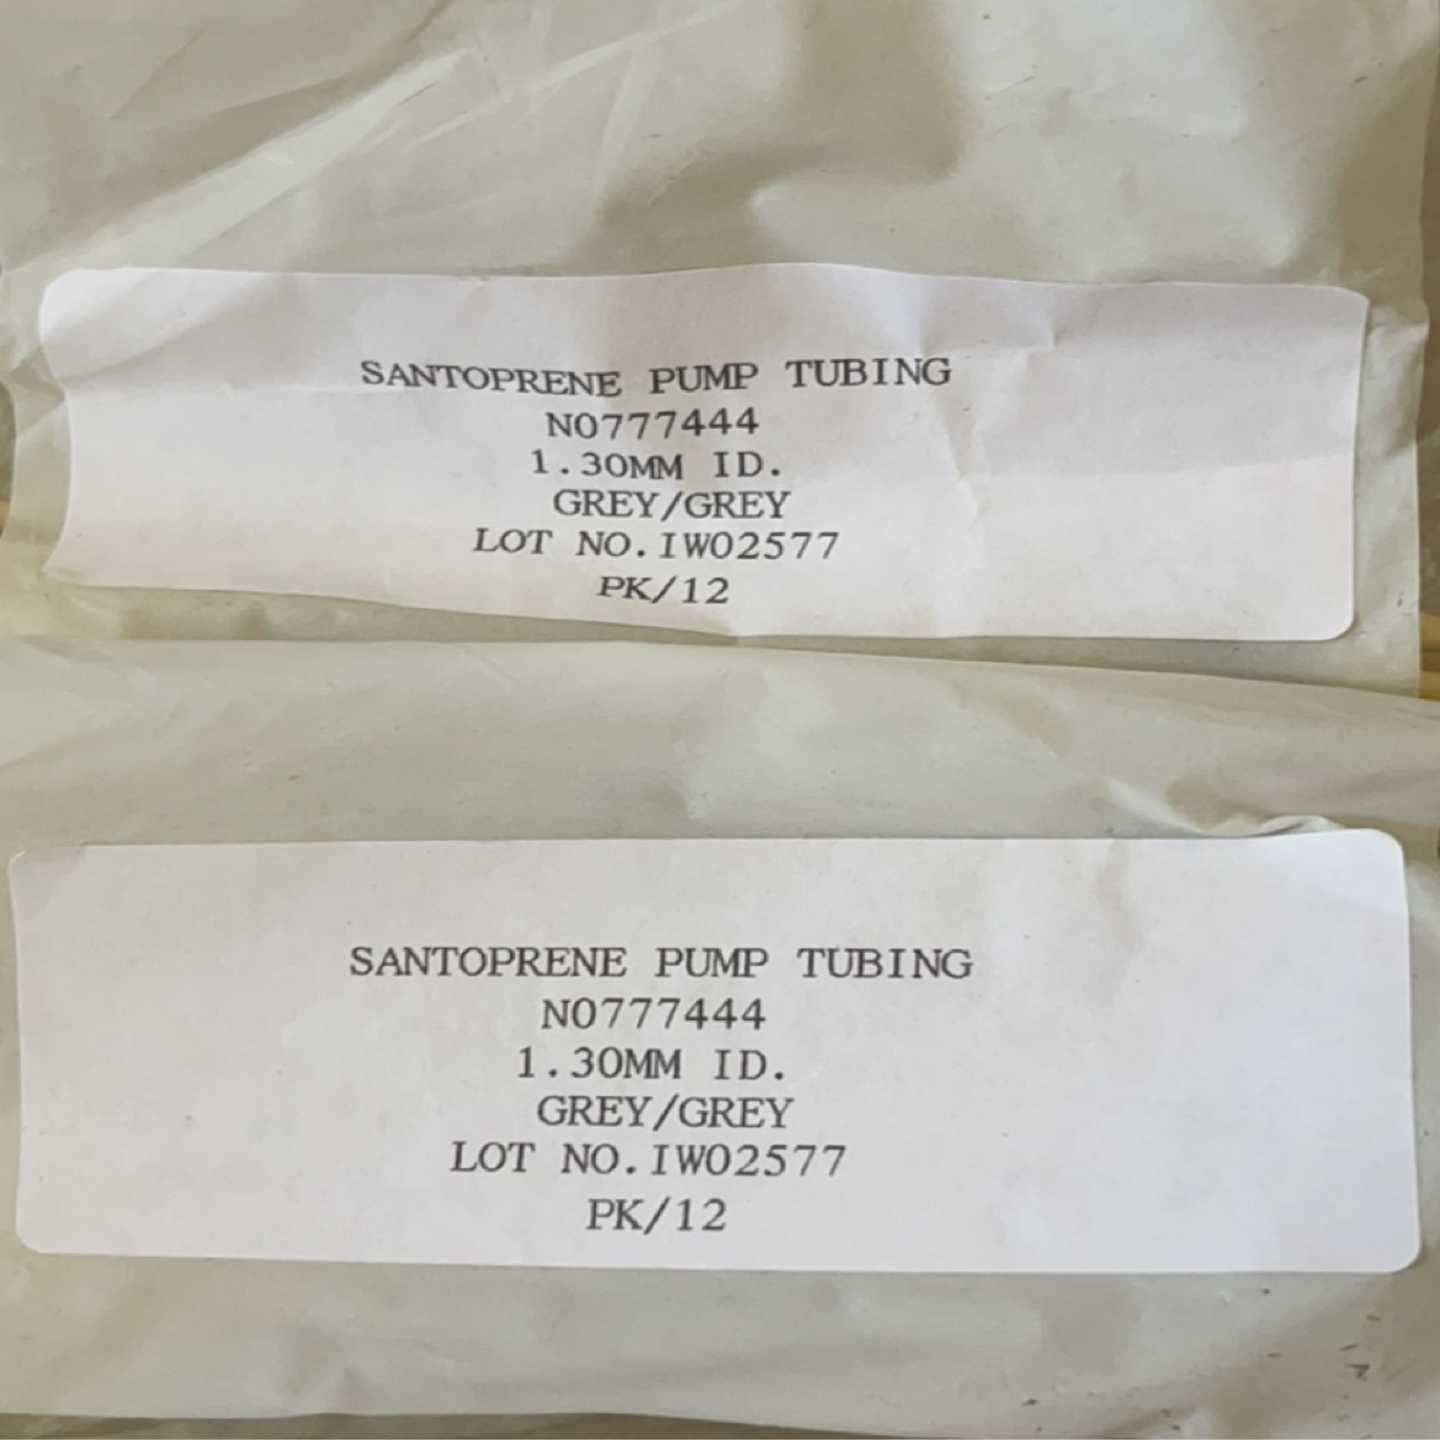 SANTOPRENE PUMP TUBING
N0777444
1.30MM ID.
GREY/GREY
LOT NO.IW02577
PK/12
SANTOPRENE PUMP TUBING
N0777444
1.30MM ID.
GREY/GREY
LOT NO.IW02577
PK/12